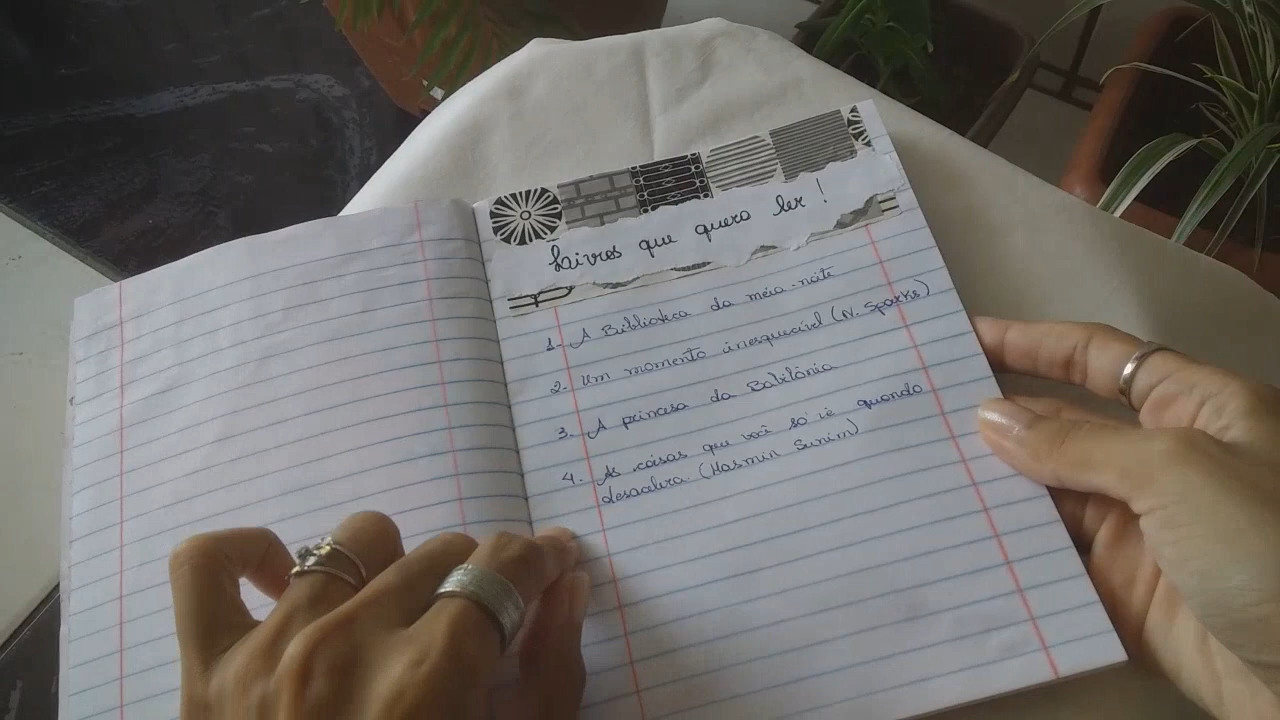 Livros que quero ler!
1. A Biblioteca da meia-noite
2. Um momento inesquecível (N. Sparks)
3. A princesa da Babilônia
4. As coisas que você só vê quando
desacelera. (Hasmin Sunim)